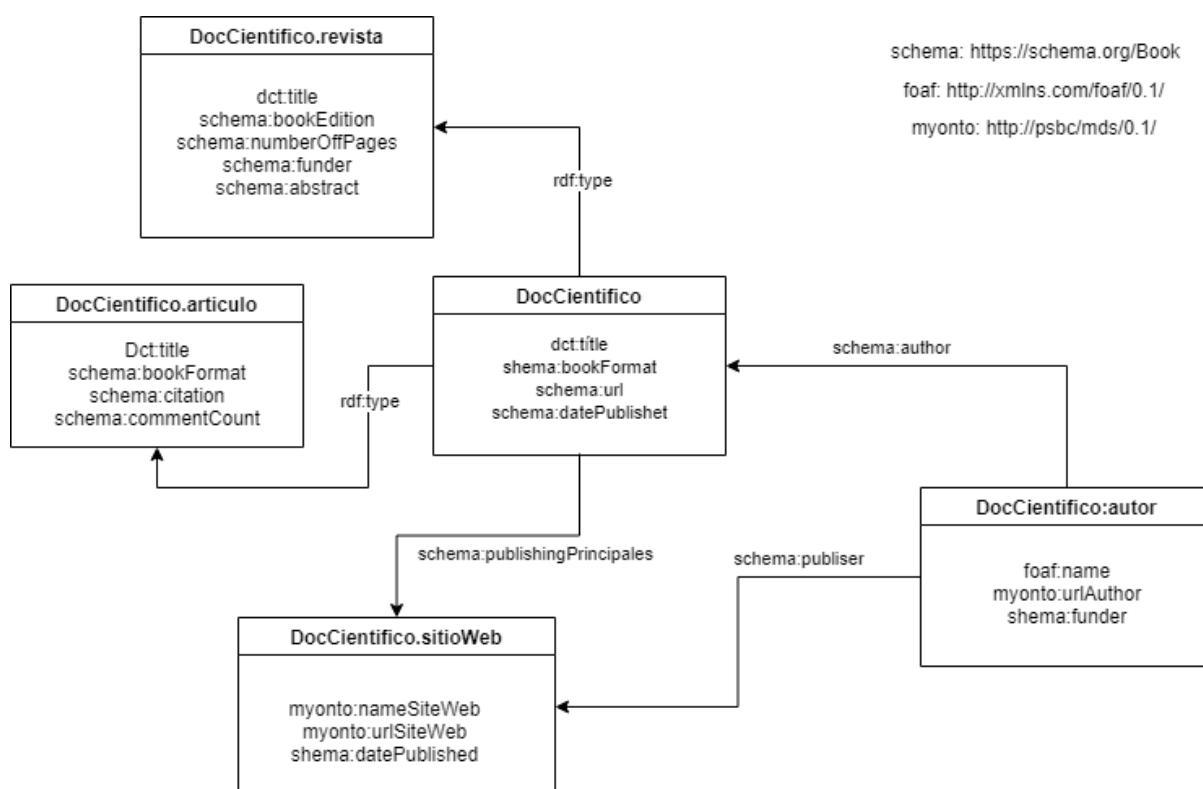 DocCientifico.revista
dct:title
schema:bookEdition
schema:numberOffPages
schema:funder
schema:abstract
schema: https://schema.org/Book
foaf: http://xmlns.com/foaf/0.1/
myonto: http://psbc/mds/0.1/
rdf:type
DocCientifico.articulo
Dct:title
schema:bookFormat
schema:citation
schema:commentCount
rdf:type
DocCientifico
dct:títle
shema:bookFormat
schema:url
schema:datePublishet
schema:author
schema:publishingPrincipales
schema:publiser
DocCientifico:autor
foaf:name
myonto:urlAuthor
shema:funder
DocCientifico.sitioWeb
myonto:nameSiteWeb
myonto:urlSiteWeb
shema:datePublished